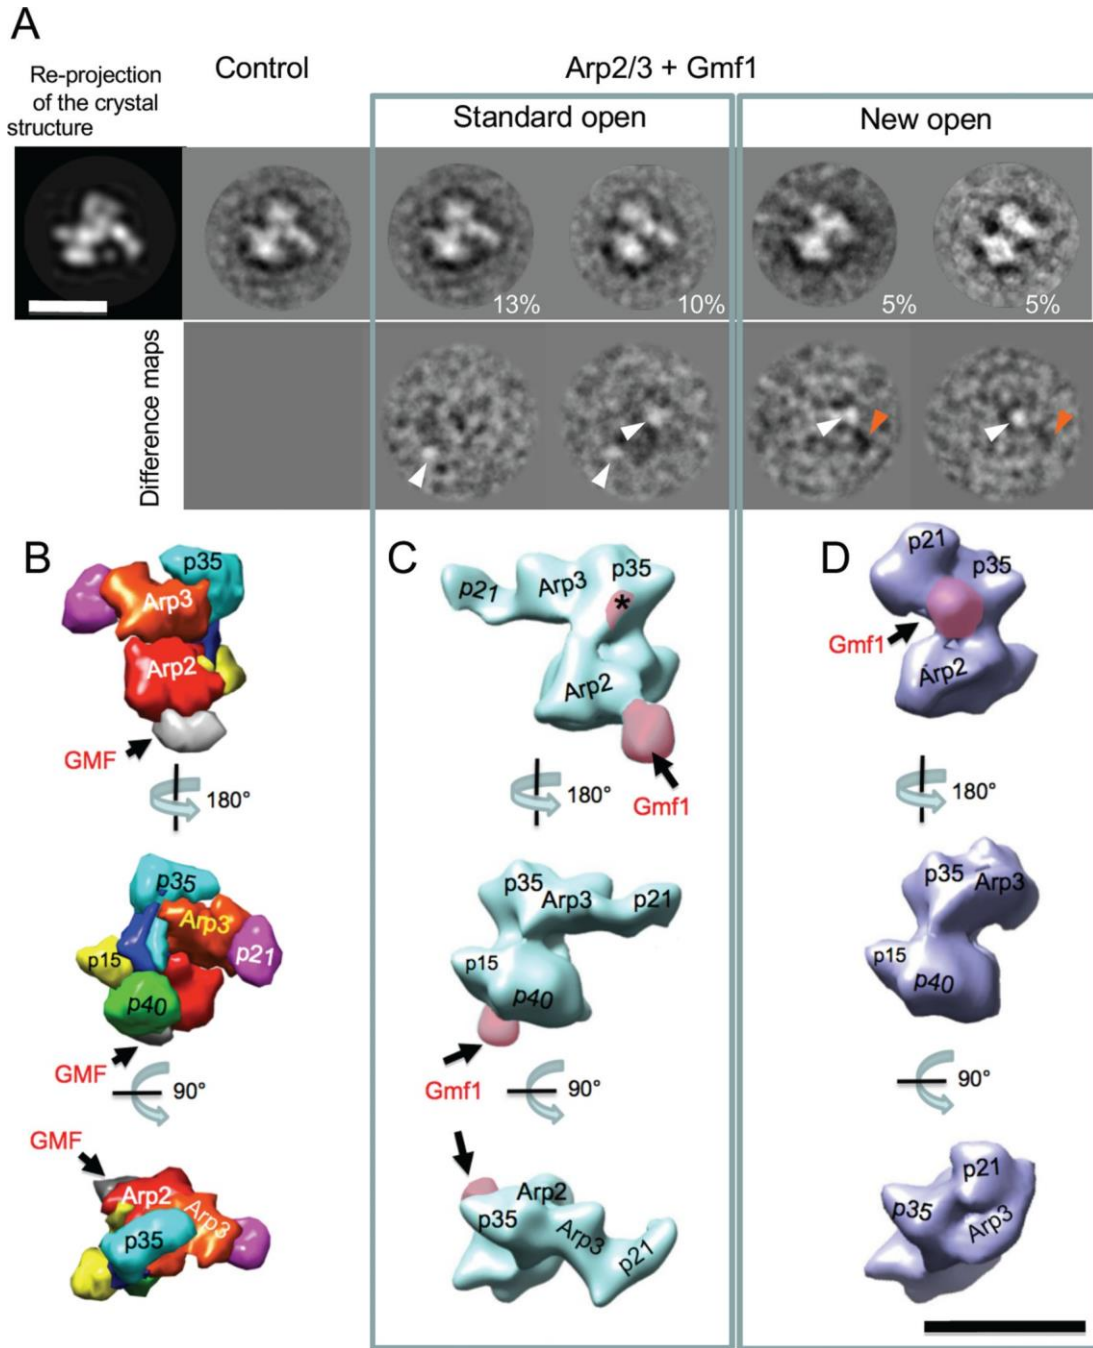 A
Re-projection
of the crystal
structure
Control
Arp2/3 + Gmf1
Standard open
New open
13%
10%
5%
5%
Difference maps
B
p35
Arp3
Arp2
GMF
180°
p35
Arp3
p15
p21
p40
GMF
90°
GMF
Arp2
Arp3
p35
C
p21
Arp3
p35
*
Arp2
Gmf1
180°
p35
Arp3
p21
p15
p40
Gmf1
90°
Arp2
p35
Arp3
p21
D
p21
p35
Gmf1
Arp2
180°
p35
Arp3
p15
p40
90°
p21
p35
Arp3